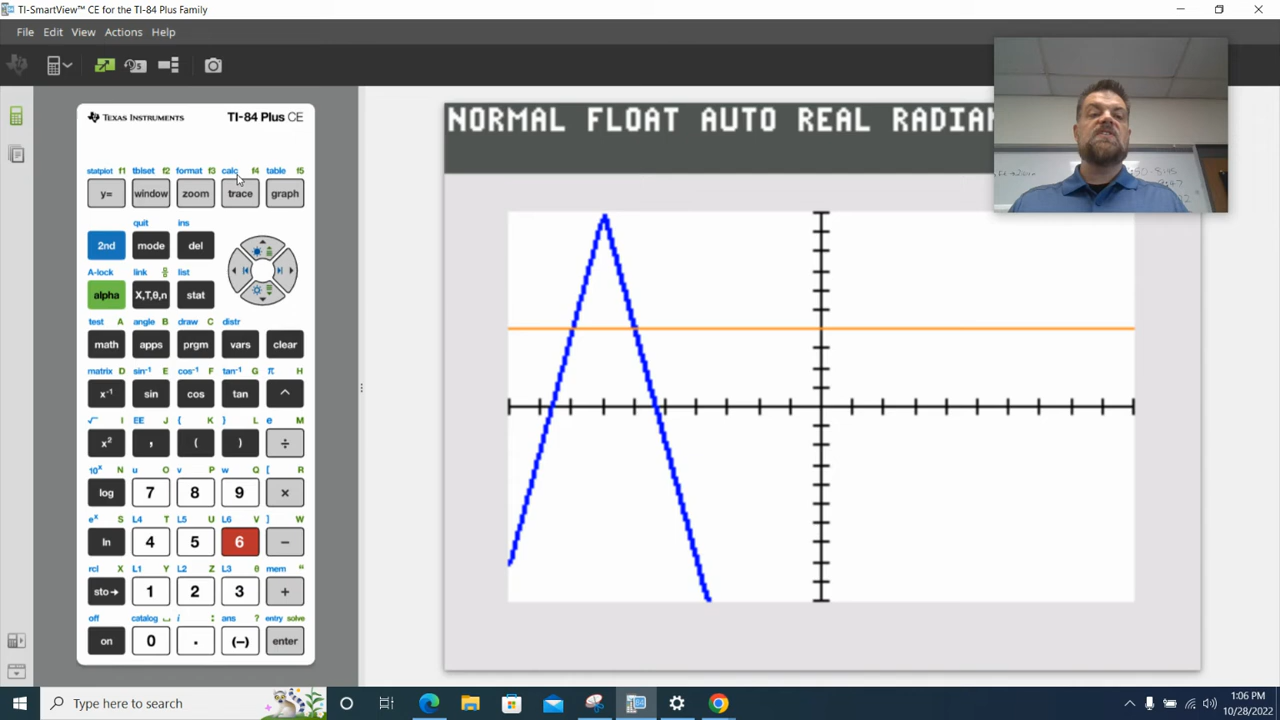 TI-SmartView™ CE for the TI-84 Plus Family
File Edit View Actions Help
TEXAS INSTRUMENTS TI-84 Plus CE
statplot f1 tblset f2 format f3 calc f4 table f5
y= window zoom trace graph
quit ins
2nd mode del
A-lock link list
alpha X,T,θ,n stat
test A angle B draw C distr
math apps prgm vars clear
matrix D sin⁻¹ E cos⁻¹ F tan⁻¹ G π H
x⁻¹ sin cos tan ^
√ I EE J { K } L e M
x² , ( ) ÷
10ˣ N u O v P w Q [ R
log 7 8 9 ×
eˣ S L4 T L5 U L6 V ] W
ln 4 5 6 −
rcl X L1 Y L2 Z L3 θ mem "
sto→ 1 2 3 +
off catalog i : ans ? entry solve
on 0 . (−) enter
NORMAL FLOAT AUTO REAL RADIAN
Type here to search
1:06 PM
10/28/2022